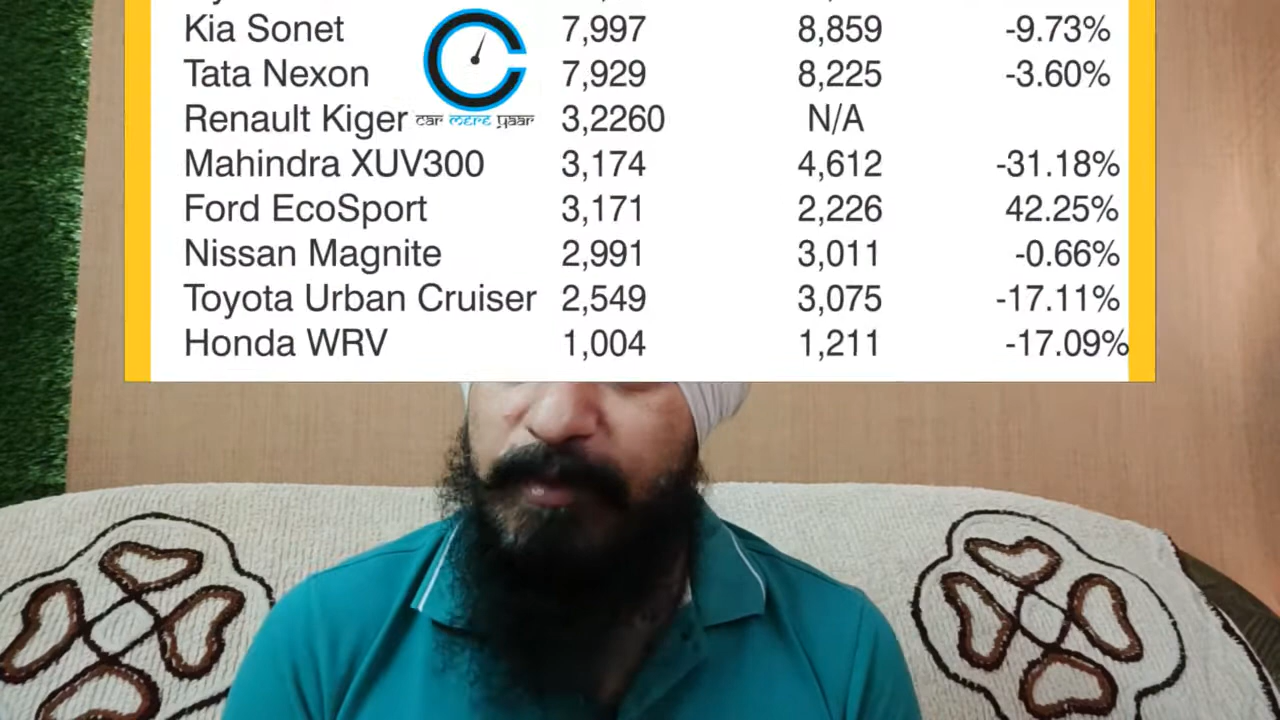 Kia Sonet 7,997 8,859 -9.73%
Tata Nexon 7,929 8,225 -3.60%
Renault Kiger 3,2260 N/A
car mere yaar
Mahindra XUV300 3,174 4,612 -31.18%
Ford EcoSport 3,171 2,226 42.25%
Nissan Magnite 2,991 3,011 -0.66%
Toyota Urban Cruiser 2,549 3,075 -17.11%
Honda WRV 1,004 1,211 -17.09%